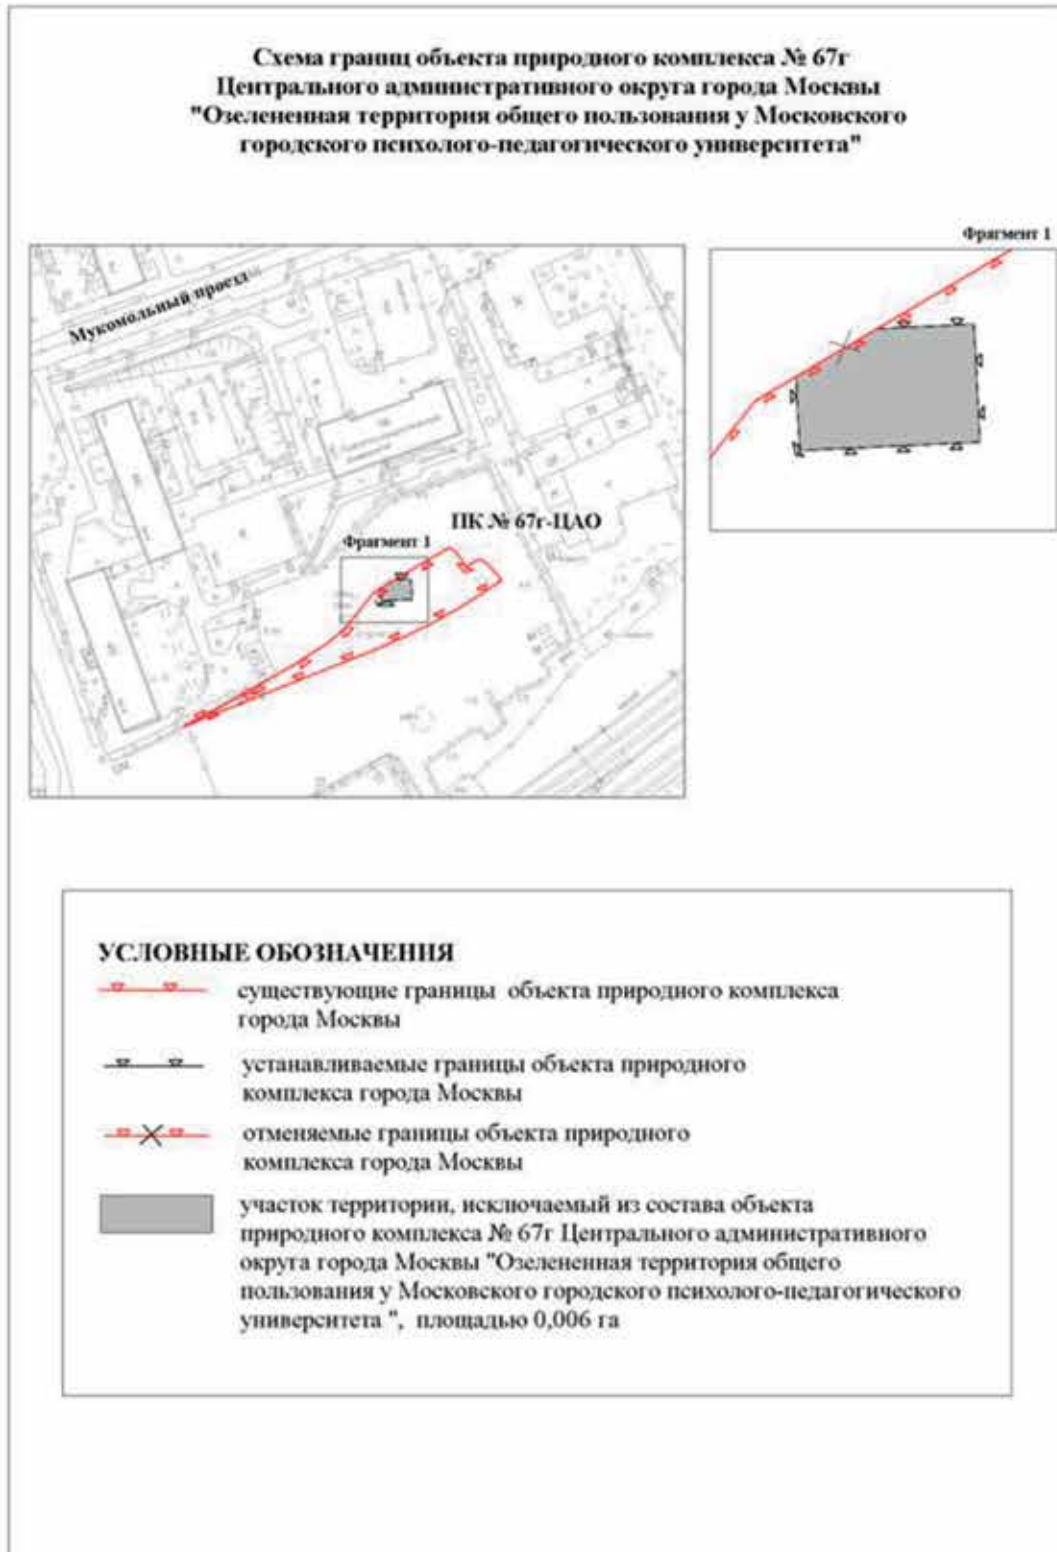 Схема границ объекта природного комплекса № 67г
Центрального административного округа города Москвы
"Озелененная территория общего пользования у Московского
городского психолого-педагогического университета"
Фрагмент 1
Мукомольный проезд
ПК № 67г-ЦАО
Фрагмент 1
УСЛОВНЫЕ ОБОЗНАЧЕНИЯ
существующие границы объекта природного комплекса
города Москвы
устанавливаемые границы объекта природного
комплекса города Москвы
отменяемые границы объекта природного
комплекса города Москвы
участок территории, исключаемый из состава объекта
природного комплекса № 67г Центрального административного
округа города Москвы "Озелененная территория общего
пользования у Московского городского психолого-педагогического
университета ", площадью 0,006 га